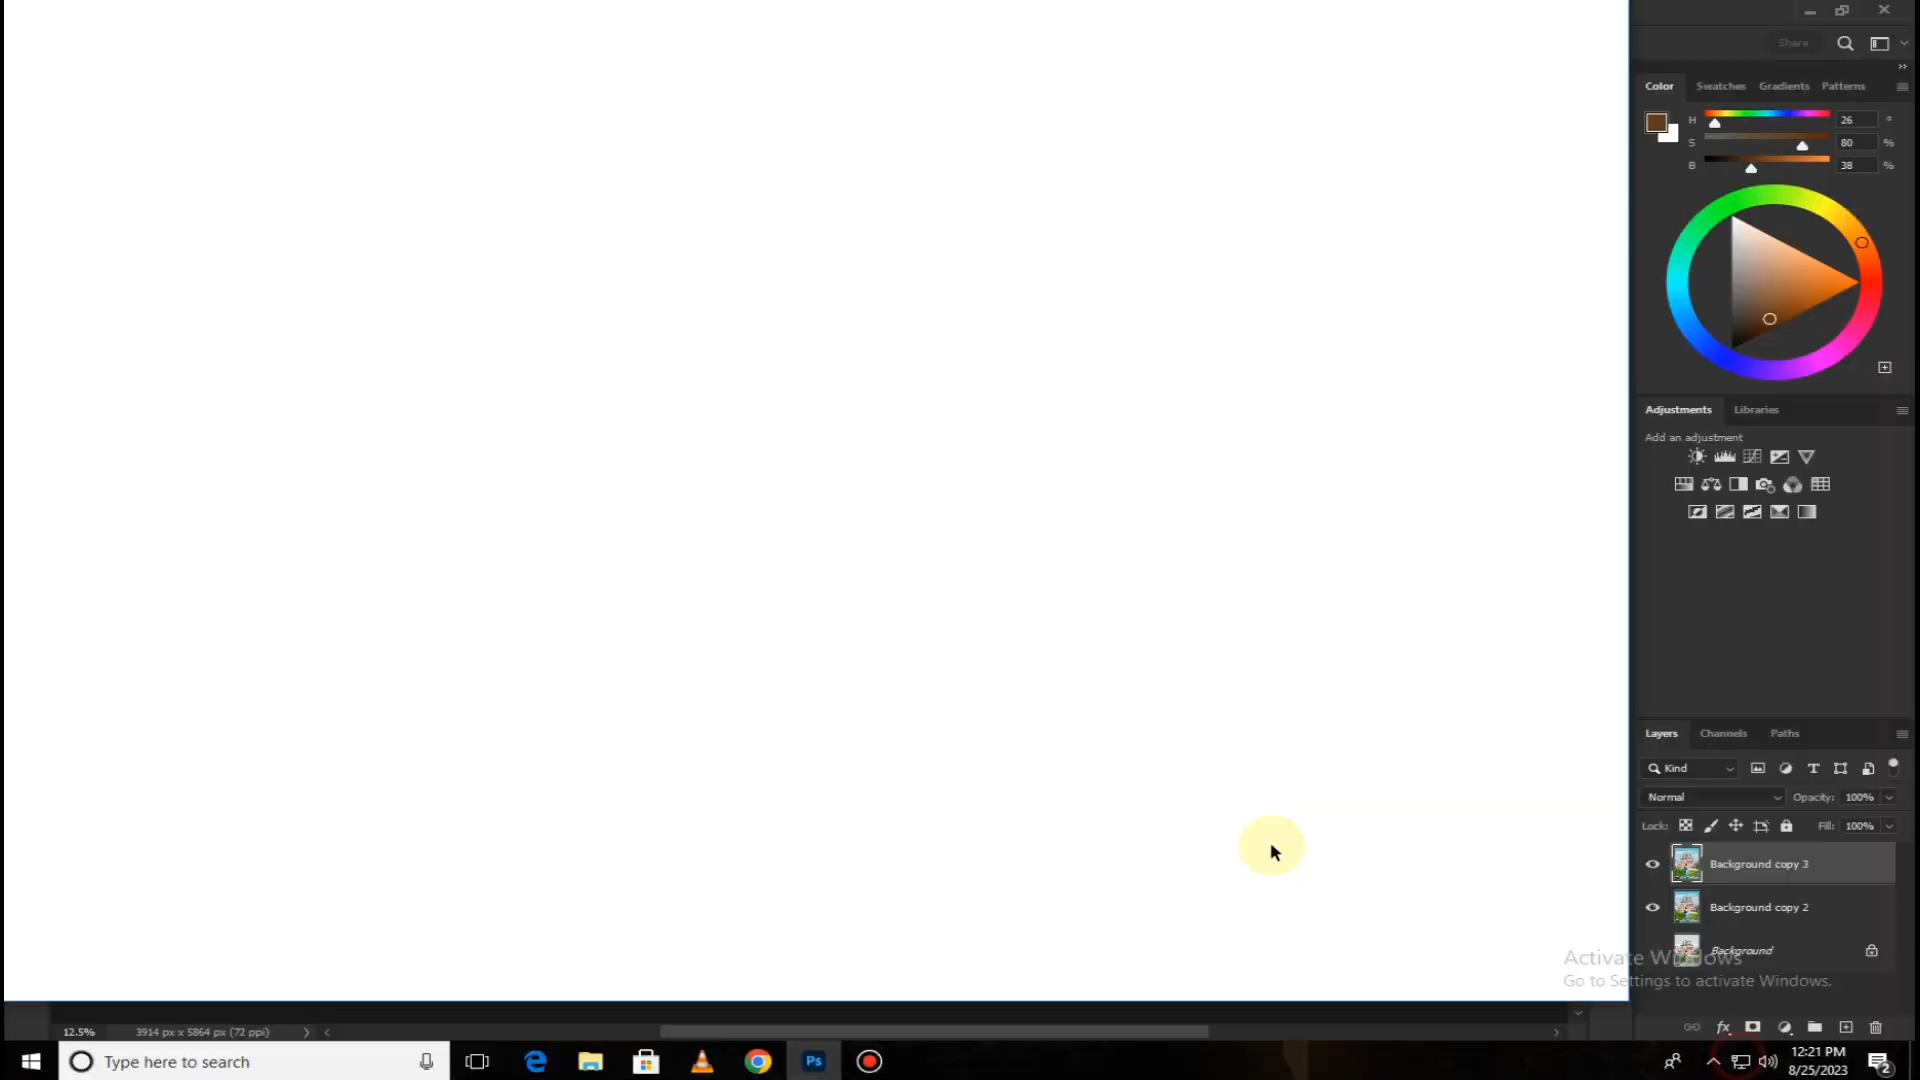 Share
Color Swatches Gradients Patterns
H 26 °
S 80 %
B 38 %
Adjustments Libraries
Add an adjustment
Layers Channels Paths
Kind
Normal Opacity: 100%
Lock: Fill: 100%
Background copy 3
Background copy 2
Background
Activate Windows
Go to Settings to activate Windows.
12.5% 3914 px x 5864 px (72 ppi)
Type here to search
Ps
12:21 PM
8/25/2023
2